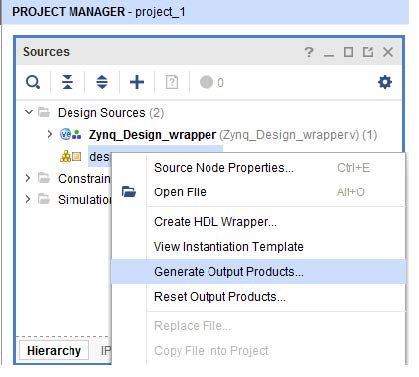 PROJECT MANAGER - project_1
Sources
? _
0
Design Sources (2)
Zynq_Design_wrapper (Zynq_Design_wrapper.v) (1)
des
Source Node Properties... Ctrl+E
Constrain
Open File Alt+O
Simulation
Create HDL Wrapper...
View Instantiation Template
Generate Output Products...
Reset Output Products...
Replace File...
Hierarchy IP
Copy File Into Project